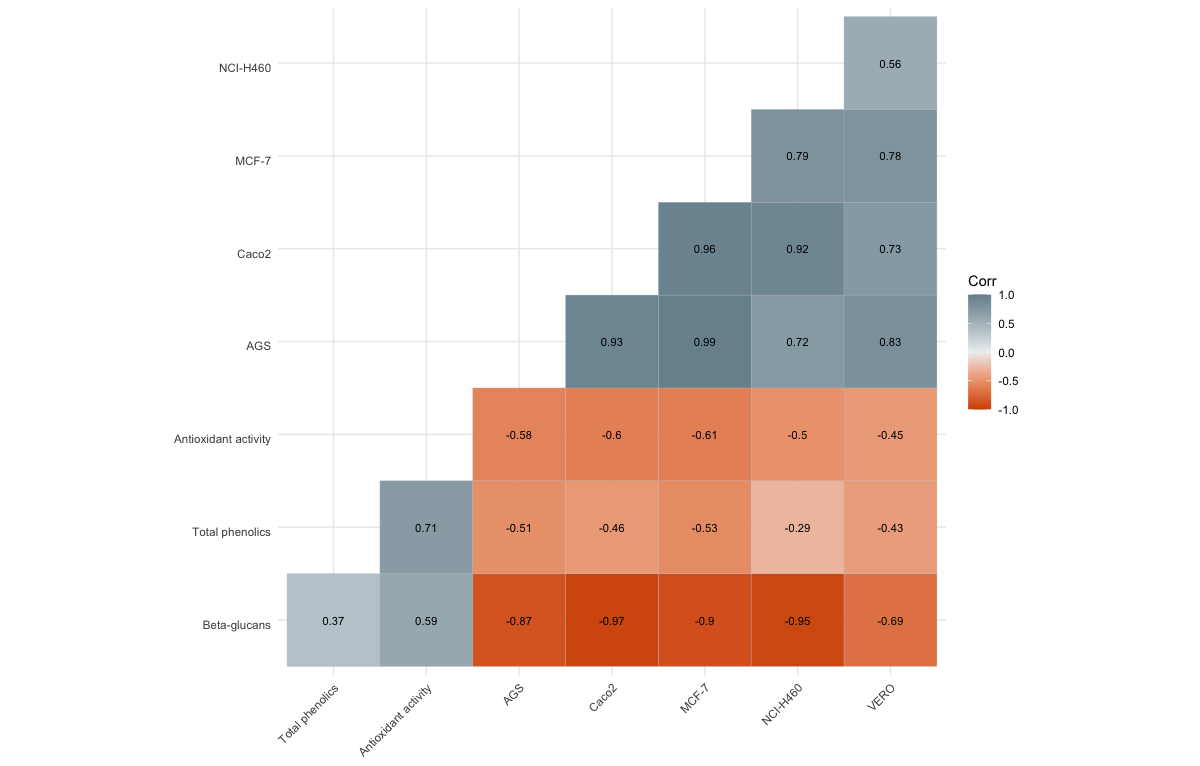 NCI-H460
0.56
MCF-7
0.79 0.78
Caco2
0.96 0.92 0.73
AGS
0.93 0.99 0.72 0.83
Antioxidant activity
-0.58 -0.6 -0.61 -0.5 -0.45
Total phenolics
0.71 -0.51 -0.46 -0.53 -0.29 -0.43
Beta-glucans
0.37 0.59 -0.87 -0.97 -0.9 -0.95 -0.69
Total phenolics
Antioxidant activity
AGS
Caco2
MCF-7
NCI-H460
VERO
Corr
1.0
0.5
0.0
-0.5
-1.0